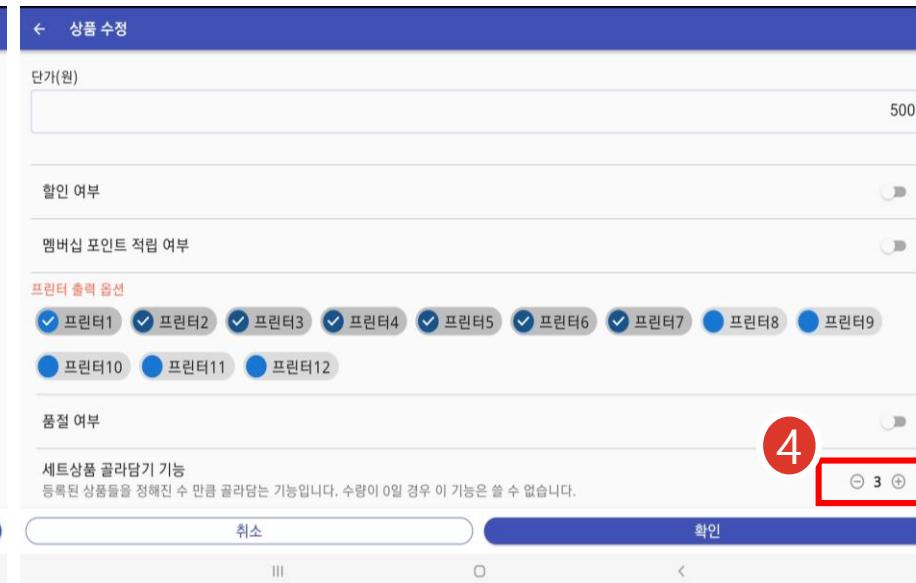 상품 수정
단가(원)
500
할인 여부
멤버십 포인트 적립 여부
프린터 출력 옵션
프린터1 프린터2 프린터3 프린터4 프린터5 프린터6 프린터7 프린터8 프린터9
프린터10 프린터11 프린터12
품절 여부
4
세트상품 골라담기 기능
등록된 상품들을 정해진 수 만큼 골라담는 기능입니다. 수량이 0일 경우 이 기능은 쓸 수 없습니다.
3
취소 확인